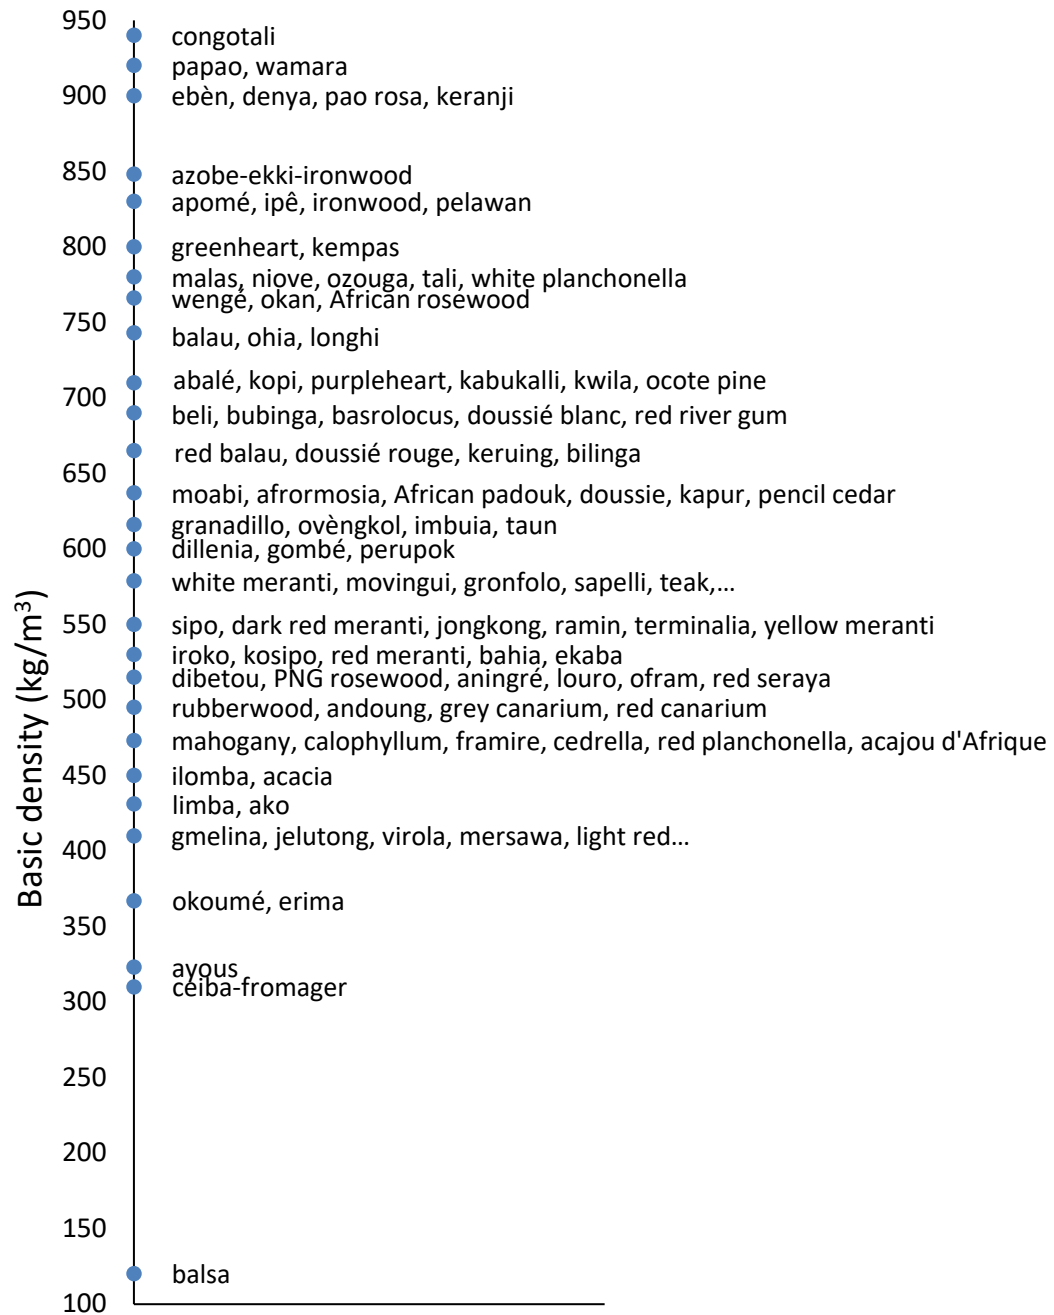 950
congotali
papao, wamara
900
ebèn, denya, pao rosa, keranji
850
azobe-ekki-ironwood
apomé, ipê, ironwood, pelawan
800
greenheart, kempas
malas, niove, ozouga, tali, white planchonella
wengé, okan, African rosewood
750
balau, ohia, longhi
700
abalé, kopi, purpleheart, kabukalli, kwila, ocote pine
beli, bubinga, basrolocus, doussié blanc, red river gum
650
red balau, doussié rouge, keruing, bilinga
moabi, afrormosia, African padouk, doussie, kapur, pencil cedar
granadillo, ovèngkol, imbuia, taun
600
dillenia, gombé, perupok
white meranti, movingui, gronfolo, sapelli, teak,…
550
sipo, dark red meranti, jongkong, ramin, terminalia, yellow meranti
iroko, kosipo, red meranti, bahia, ekaba
dibetou, PNG rosewood, aningré, louro, ofram, red seraya
500
rubberwood, andoung, grey canarium, red canarium
mahogany, calophyllum, framire, cedrella, red planchonella, acajou d'Afrique
450
ilomba, acacia
limba, ako
400
gmelina, jelutong, virola, mersawa, light red…
okoumé, erima
350
ayous
ceiba-fromager
300
250
200
150
balsa
100
Basic density (kg/m³)